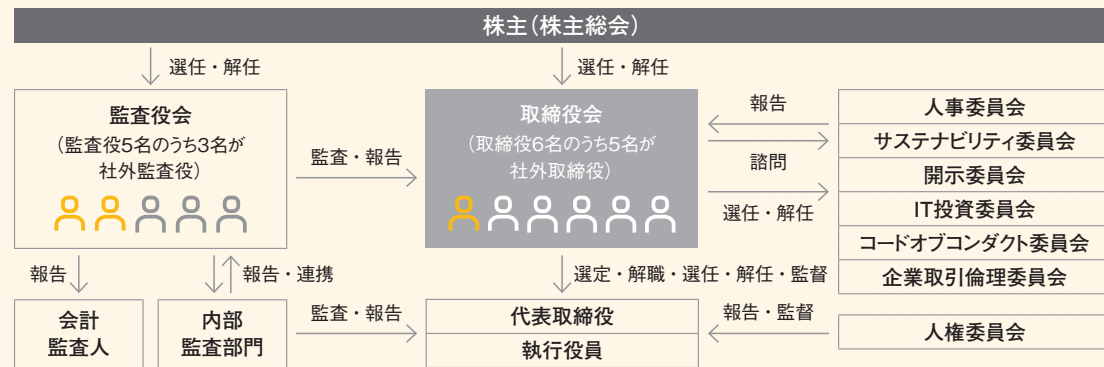 株主（株主総会）
選任・解任
選任・解任
監査役会
（監査役5名のうち3名が
社外監査役）
監査・報告
取締役会
（取締役6名のうち5名が
社外取締役）
報告
諮問
選任・解任
人事委員会
サステナビリティ委員会
開示委員会
IT投資委員会
コードオブコンダクト委員会
企業取引倫理委員会
報告
報告・連携
選定・解職・選任・解任・監督
会計
監査人
内部
監査部門
監査・報告
代表取締役
執行役員
報告・監督
人権委員会